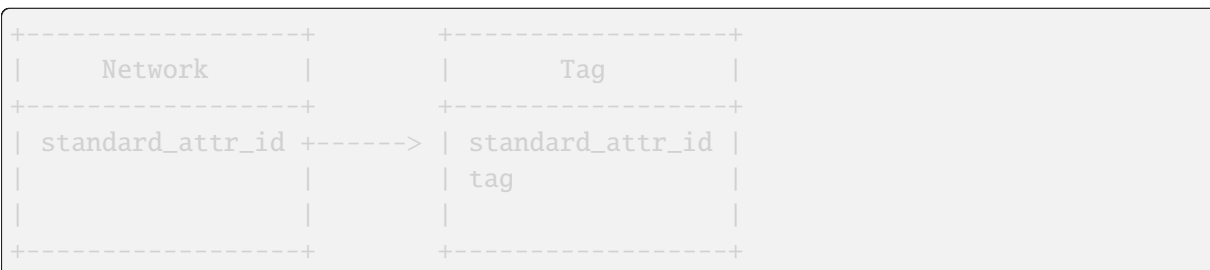 +------------------+        +------------------+
|     Network      |        |       Tag        |
+------------------+        +------------------+
| standard_attr_id +------> | standard_attr_id |
|                  |        | tag              |
|                  |        |                  |
+------------------+        +------------------+